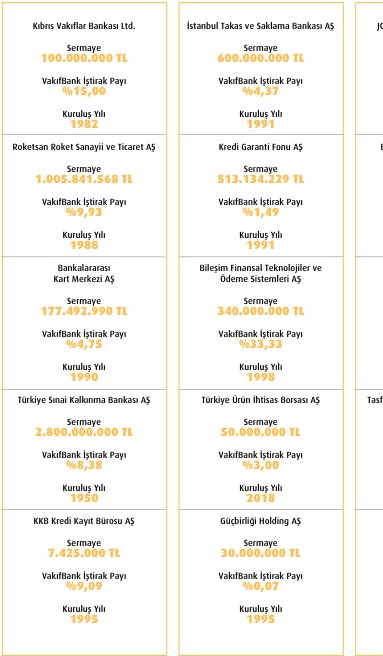 Kıbrıs Vakıflar Bankası Ltd.
Sermaye
100.000.000 TL
VakıfBank İştirak Payı
%15,00
Kuruluş Yılı
1982
Roketsan Roket Sanayii ve Ticaret AŞ
Sermaye
1.005.841.568 TL
VakıfBank İştirak Payı
%9,93
Kuruluş Yılı
1988
Bankalararası
Kart Merkezi AŞ
Sermaye
177.492.990 TL
VakıfBank İştirak Payı
%4,75
Kuruluş Yılı
1990
Türkiye Sınai Kalkınma Bankası AŞ
Sermaye
2.800.000.000 TL
VakıfBank İştirak Payı
%8,38
Kuruluş Yılı
1950
KKB Kredi Kayıt Bürosu AŞ
Sermaye
7.425.000 TL
VakıfBank İştirak Payı
%9,09
Kuruluş Yılı
1995
İstanbul Takas ve Saklama Bankası AŞ
Sermaye
600.000.000 TL
VakıfBank İştirak Payı
%4,37
Kuruluş Yılı
1991
Kredi Garanti Fonu AŞ
Sermaye
513.134.229 TL
VakıfBank İştirak Payı
%1,49
Kuruluş Yılı
1991
Bileşim Finansal Teknolojiler ve
Ödeme Sistemleri AŞ
Sermaye
340.000.000 TL
VakıfBank İştirak Payı
%33,33
Kuruluş Yılı
1998
Türkiye Ürün İhtisas Borsası AŞ
Sermaye
50.000.000 TL
VakıfBank İştirak Payı
%3,00
Kuruluş Yılı
2018
Güçbirliği Holding AŞ
Sermaye
30.000.000 TL
VakıfBank İştirak Payı
%0,07
Kuruluş Yılı
1995